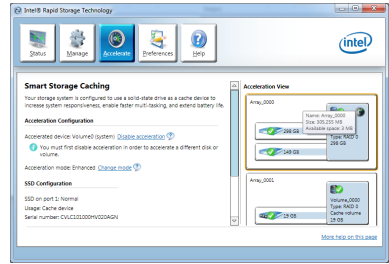 Intel® Rapid Storage Technology
Status
Manage
Accelerate
Preferences
Help
intel
Smart Storage Caching
Your storage system is configured to use a solid-state drive as a cache device to
increase system responsiveness, enable faster multi-tasking, and extend battery life.
Acceleration Configuration
Accelerated device: Volume0 (system) Disable acceleration
You must first disable acceleration in order to accelerate a different disk or
volume.
Acceleration mode: Enhanced Change mode
SSD Configuration
SSD on port 1: Normal
Usage: Cache device
Serial number: CVLC101000HV020AGN
Acceleration View
Array_0000
Name: Array_0000
Size: 305,255 MB
Available space: 3 MB
298 GB
Type: RAID 0
298 GB
149 GB
Array_0001
Volume_0000
Type: RAID 0
Cache volume
19 GB
19 GB
More help on this page